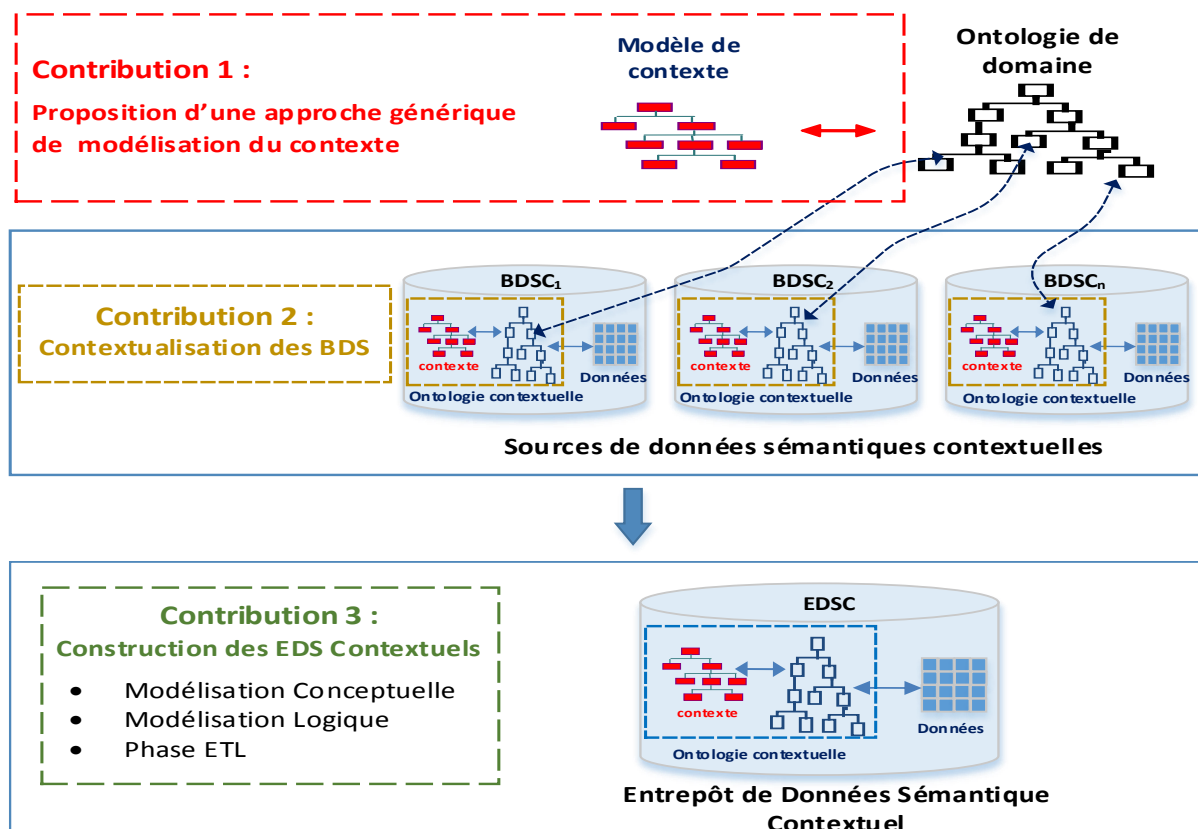 Contribution 1 :
Proposition d'une approche générique
de modélisation du contexte
Modèle de
contexte
Ontologie de
domaine
Contribution 2 :
Contextualisation des BDS
BDSC1
contexte
Données
Ontologie contextuelle
BDSC2
contexte
Données
Ontologie contextuelle
BDSCn
contexte
Données
Ontologie contextuelle
Sources de données sémantiques contextuelles
Contribution 3 :
Construction des EDS Contextuels
• Modélisation Conceptuelle
• Modélisation Logique
• Phase ETL
EDSC
contexte
Données
Ontologie contextuelle
Entrepôt de Données Sémantique
Contextuel